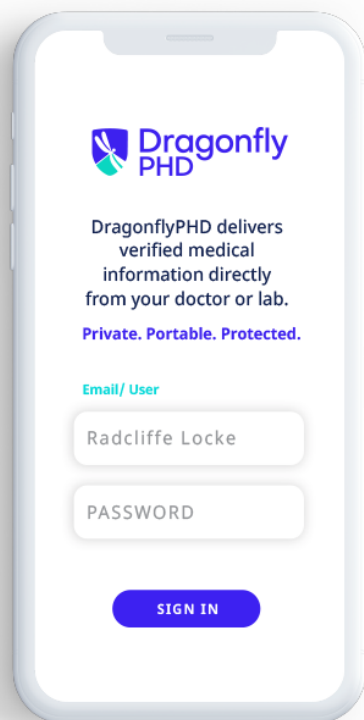 Dragonfly
PHD
DragonflyPHD delivers
verified medical
information directly
from your doctor or lab.
Private. Portable. Protected.
Email/ User
Radcliffe Locke
PASSWORD
SIGN IN